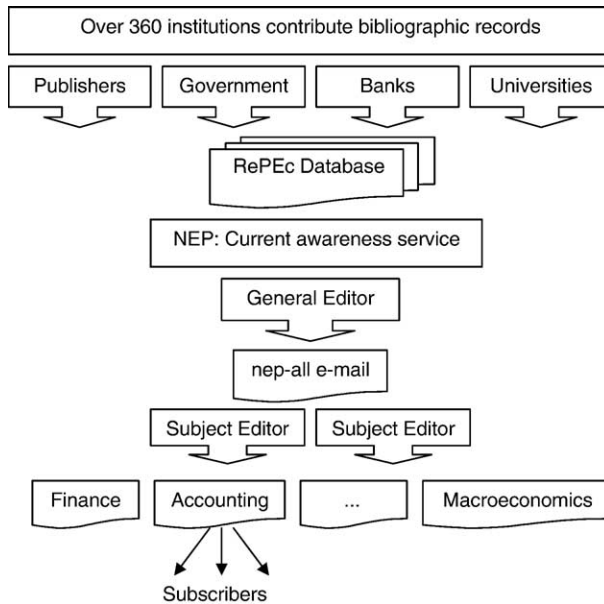 Over 360 institutions contribute bibliographic records
Publishers Government Banks Universities
RePEc Database
NEP: Current awareness service
General Editor
nep-all e-mail
Subject Editor Subject Editor
Finance Accounting ... Macroeconomics
Subscribers